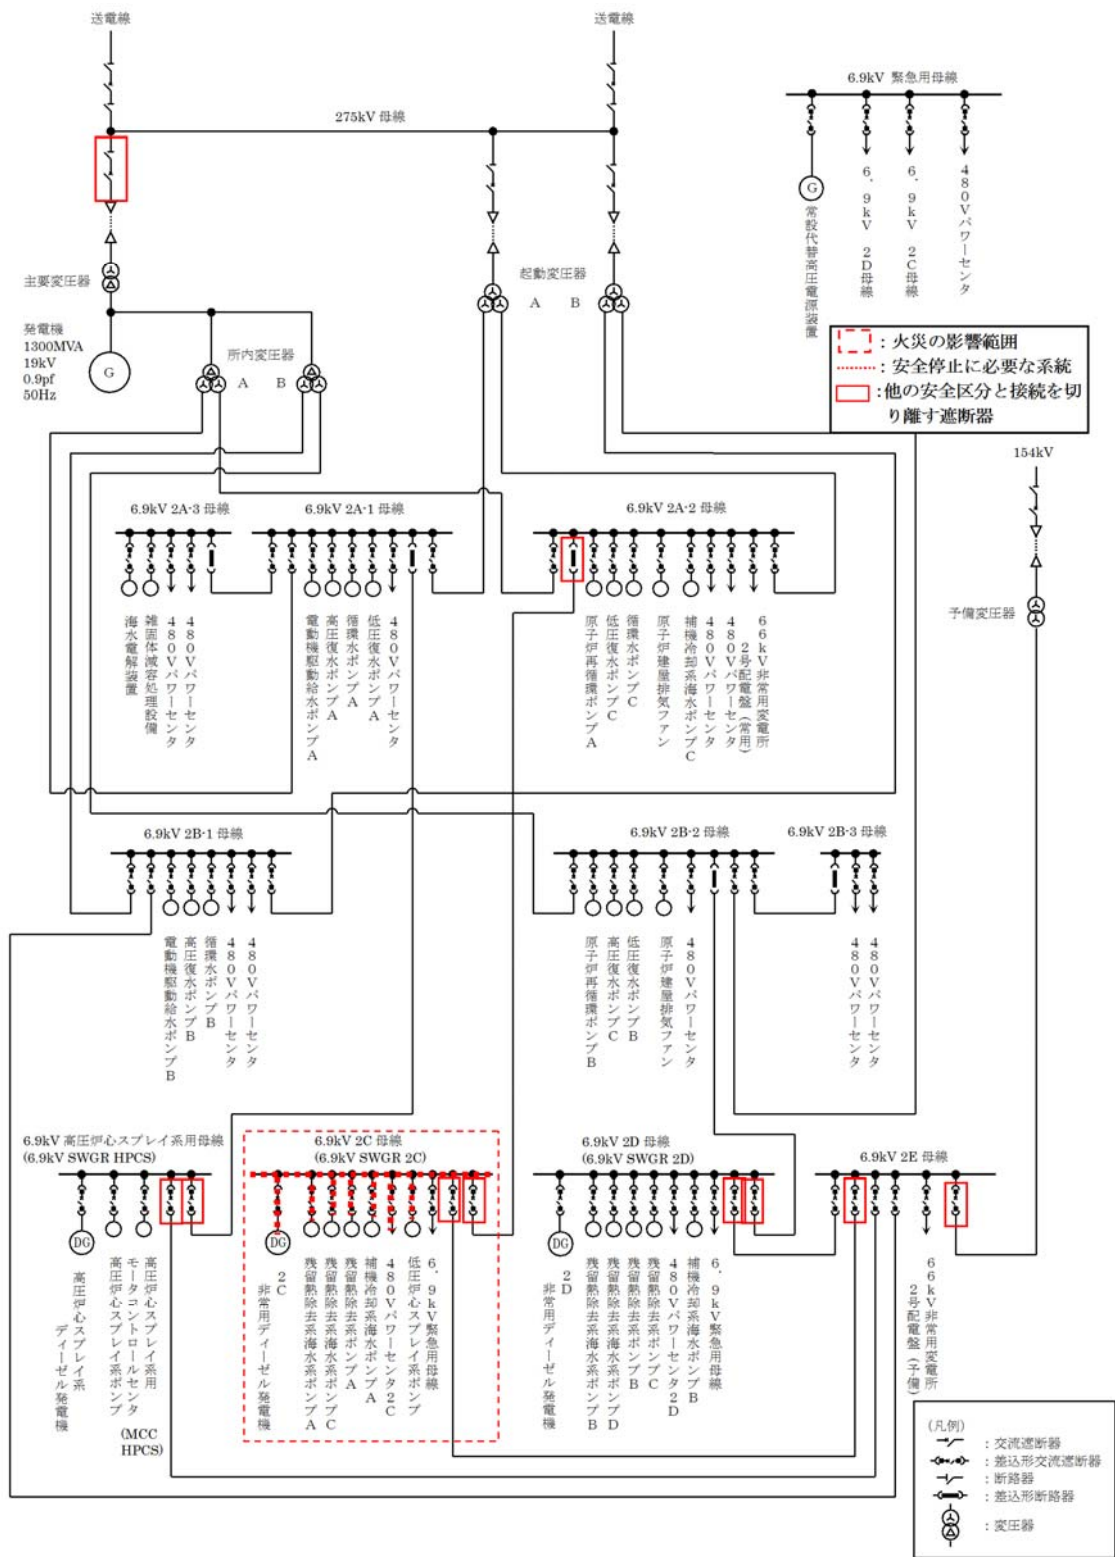 送電線
送電線
6.9kV 緊急用母線
275kV 母線
G
常設代替高圧電源装置
6．9kV 2D母線
6．9kV 2C母線
480Vパワーセンタ
主要変圧器
起動変圧器
A B
発電機
1300MVA
19kV
0.9pf
50Hz
G
所内変圧器
A B
：火災の影響範囲
：安全停止に必要な系統
：他の安全区分と接続を切
り離す遮断器
154kV
予備変圧器
6.9kV 2A-3 母線
海水電解装置
雑固体減容処理設備
480Vパワーセンタ
480Vパワーセンタ
6.9kV 2A-1 母線
電動機駆動給水ポンプA
高圧復水ポンプA
循環水ポンプA
低圧復水ポンプA
480Vパワーセンタ
6.9kV 2A-2 母線
原子炉再循環ポンプA
低圧復水ポンプC
循環水ポンプC
原子炉建屋排気ファン
補機冷却系海水ポンプC
480Vパワーセンタ
480Vパワーセンタ
66kV非常用変電所
2号配電盤（常用）
6.9kV 2B-1 母線
電動機駆動給水ポンプB
高圧復水ポンプB
循環水ポンプB
480Vパワーセンタ
480Vパワーセンタ
6.9kV 2B-2 母線
原子炉再循環ポンプB
高圧復水ポンプC
低圧復水ポンプB
原子炉建屋排気ファン
480Vパワーセンタ
6.9kV 2B-3 母線
480Vパワーセンタ
480Vパワーセンタ
6.9kV 高圧炉心スプレイ系用母線
(6.9kV SWGR HPCS)
DG
高圧炉心スプレイ系
ディーゼル発電機
高圧炉心スプレイ系ポンプ
高圧炉心スプレイ系用
モータコントロールセンタ
(MCC
HPCS)
6.9kV 2C 母線
(6.9kV SWGR 2C)
DG
2C
非常用ディーゼル発電機
残留熱除去系海水系ポンプA
残留熱除去系海水系ポンプC
残留熱除去系ポンプA
補機冷却系海水ポンプA
480Vパワーセンタ2C
低圧炉心スプレイ系ポンプ
6．9kV緊急用母線
6.9kV 2D 母線
(6.9kV SWGR 2D)
DG
2D
非常用ディーゼル発電機
残留熱除去系海水系ポンプB
残留熱除去系海水系ポンプD
残留熱除去系ポンプB
残留熱除去系ポンプC
480Vパワーセンタ2D
補機冷却系海水ポンプB
6．9kV緊急用母線
6.9kV 2E 母線
66kV非常用変電所
2号配電盤（予備）
(凡例)
：交流遮断器
：差込形交流遮断器
：断路器
：差込形断路器
：変圧器